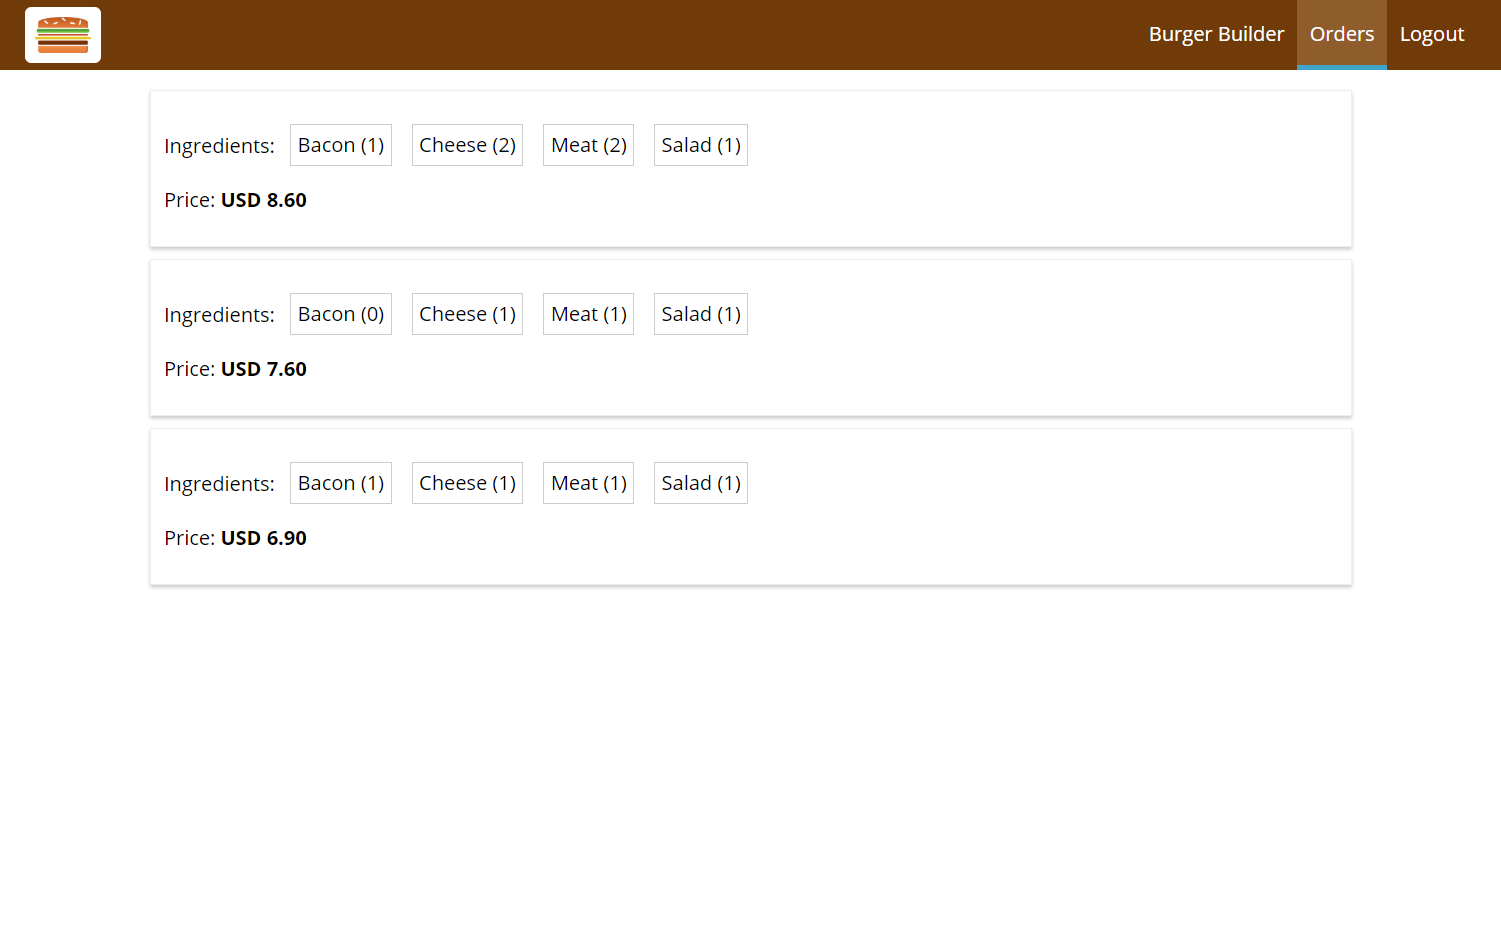 Burger Builder Orders Logout
Ingredients: Bacon (1) Cheese (2) Meat (2) Salad (1)
Price: USD 8.60
Ingredients: Bacon (0) Cheese (1) Meat (1) Salad (1)
Price: USD 7.60
Ingredients: Bacon (1) Cheese (1) Meat (1) Salad (1)
Price: USD 6.90